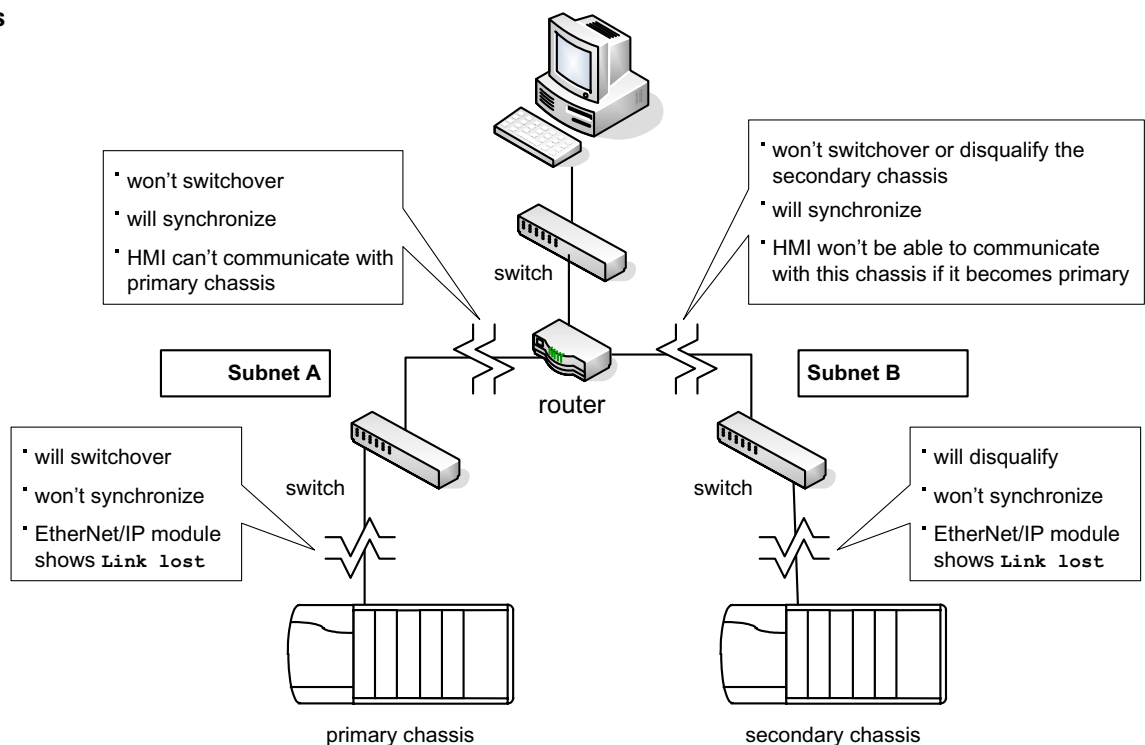 s
▪ won't switchover
▪ will synchronize
▪ HMI can't communicate with
primary chassis
▪ won't switchover or disqualify the
secondary chassis
▪ will synchronize
▪ HMI won't be able to communicate
with this chassis if it becomes primary
switch
Subnet A
router
Subnet B
▪ will switchover
▪ won't synchronize
▪ EtherNet/IP module
shows Link lost
switch
switch
▪ will disqualify
▪ won't synchronize
▪ EtherNet/IP module
shows Link lost
primary chassis
secondary chassis